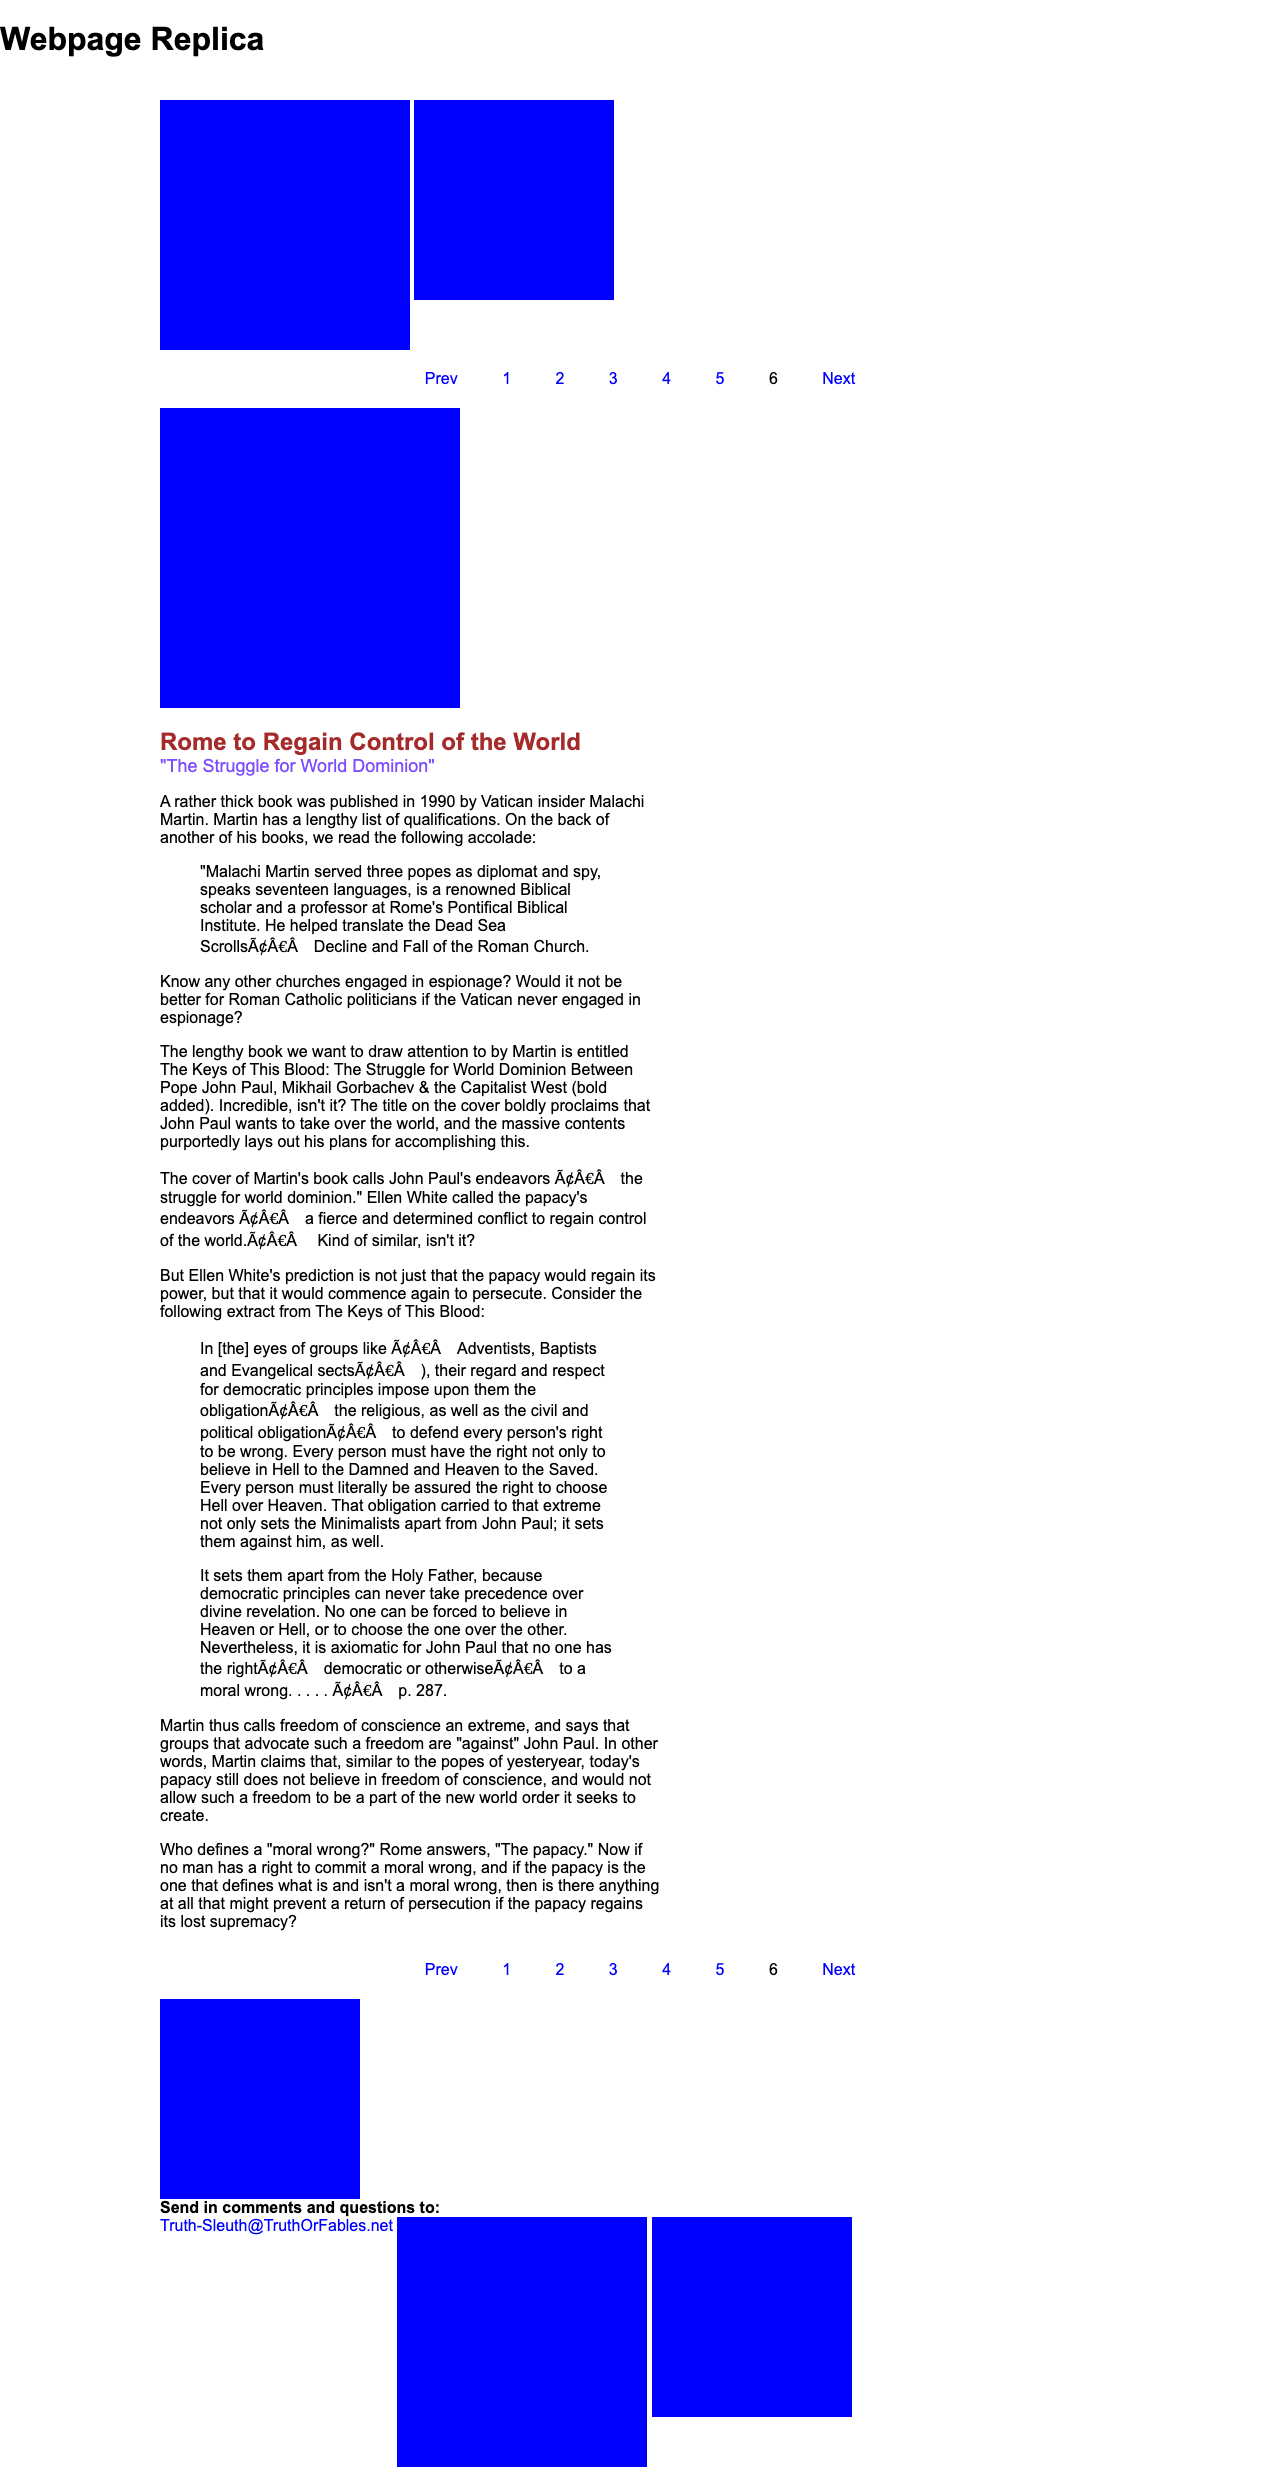 Webpage Replica
Prev 1 2 3 4 5 6 Next
Rome to Regain Control of the World
"The Struggle for World Dominion"
A rather thick book was published in 1990 by Vatican insider Malachi
Martin. Martin has a lengthy list of qualifications. On the back of
another of his books, we read the following accolade:
"Malachi Martin served three popes as diplomat and spy,
speaks seventeen languages, is a renowned Biblical
scholar and a professor at Rome's Pontifical Biblical
Institute. He helped translate the Dead Sea
ScrollsÃ¢Â€Â Decline and Fall of the Roman Church.
Know any other churches engaged in espionage? Would it not be
better for Roman Catholic politicians if the Vatican never engaged in
espionage?
The lengthy book we want to draw attention to by Martin is entitled
The Keys of This Blood: The Struggle for World Dominion Between
Pope John Paul, Mikhail Gorbachev & the Capitalist West (bold
added). Incredible, isn't it? The title on the cover boldly proclaims that
John Paul wants to take over the world, and the massive contents
purportedly lays out his plans for accomplishing this.
The cover of Martin's book calls John Paul's endeavors Ã¢Â€Â the
struggle for world dominion." Ellen White called the papacy's
endeavors Ã¢Â€Â a fierce and determined conflict to regain control
of the world.Ã¢Â€Â Kind of similar, isn't it?
But Ellen White's prediction is not just that the papacy would regain its
power, but that it would commence again to persecute. Consider the
following extract from The Keys of This Blood:
In [the] eyes of groups like Ã¢Â€Â Adventists, Baptists
and Evangelical sectsÃ¢Â€Â ), their regard and respect
for democratic principles impose upon them the
obligationÃ¢Â€Â the religious, as well as the civil and
political obligationÃ¢Â€Â to defend every person's right
to be wrong. Every person must have the right not only to
believe in Hell to the Damned and Heaven to the Saved.
Every person must literally be assured the right to choose
Hell over Heaven. That obligation carried to that extreme
not only sets the Minimalists apart from John Paul; it sets
them against him, as well.
It sets them apart from the Holy Father, because
democratic principles can never take precedence over
divine revelation. No one can be forced to believe in
Heaven or Hell, or to choose the one over the other.
Nevertheless, it is axiomatic for John Paul that no one has
the rightÃ¢Â€Â democratic or otherwiseÃ¢Â€Â to a
moral wrong. . . . . Ã¢Â€Â p. 287.
Martin thus calls freedom of conscience an extreme, and says that
groups that advocate such a freedom are "against" John Paul. In other
words, Martin claims that, similar to the popes of yesteryear, today's
papacy still does not believe in freedom of conscience, and would not
allow such a freedom to be a part of the new world order it seeks to
create.
Who defines a "moral wrong?" Rome answers, "The papacy." Now if
no man has a right to commit a moral wrong, and if the papacy is the
one that defines what is and isn't a moral wrong, then is there anything
at all that might prevent a return of persecution if the papacy regains
its lost supremacy?
Prev 1 2 3 4 5 6 Next
Send in comments and questions to:
Truth-Sleuth@TruthOrFables.net